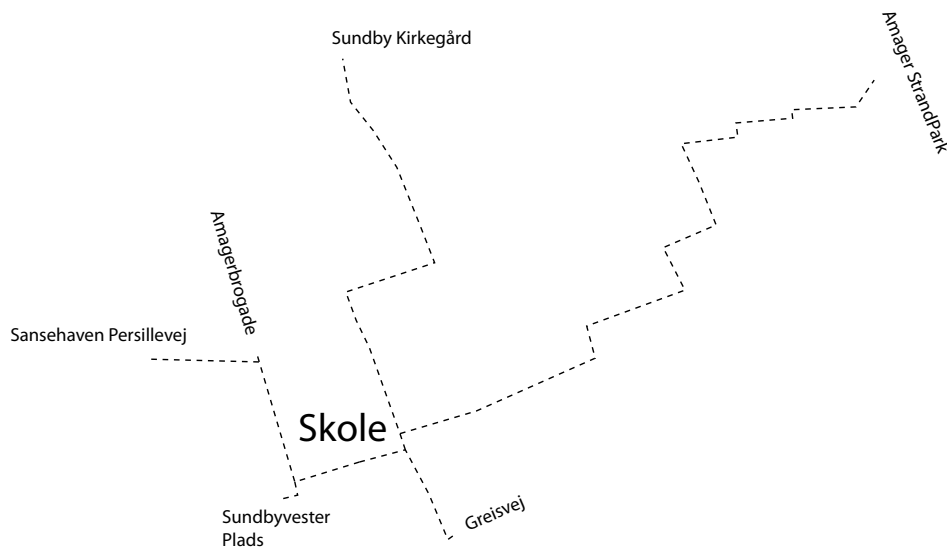 Sundby Kirkegård
Amager StrandPark
Amagerbrogade
Sansehaven Persillevej
Skole
Sundbyvester
Plads
Greisvej